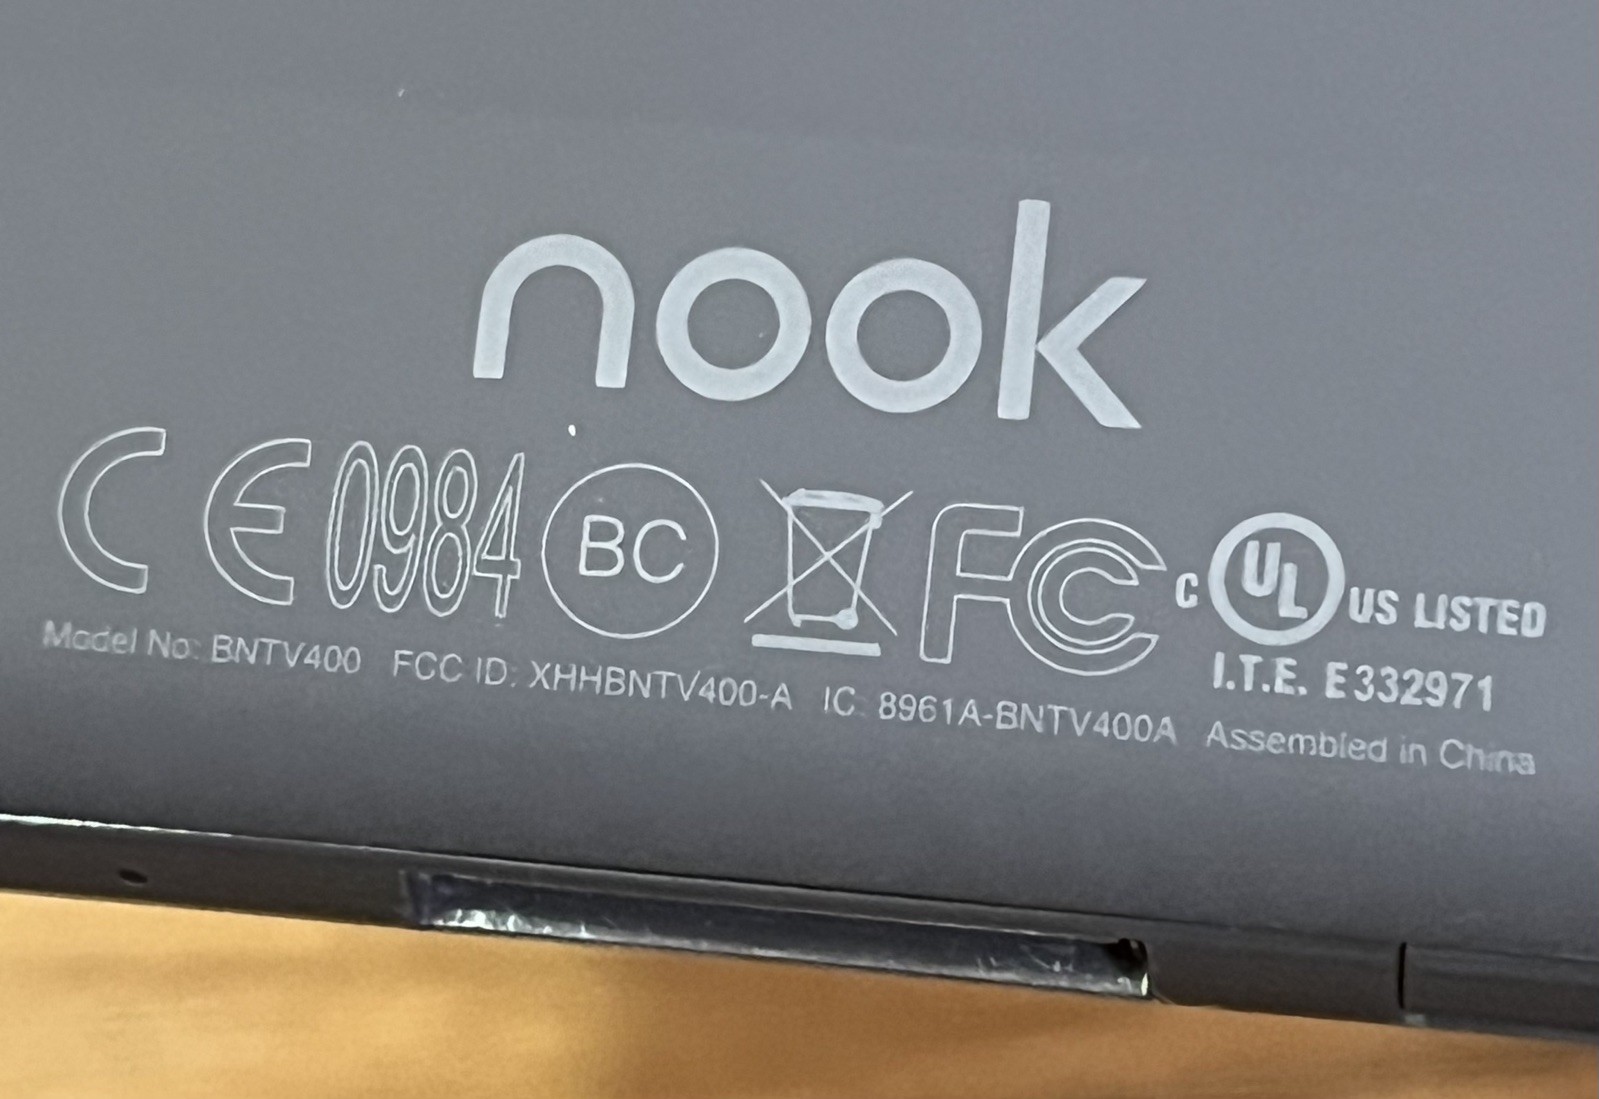 nook
CE0984 BC FC C UL US LISTED
I.T.E. E332971
Model No: BNTV400 FCC ID: XHHBNTV400-A IC: 8961A-BNTV400A Assembled in China